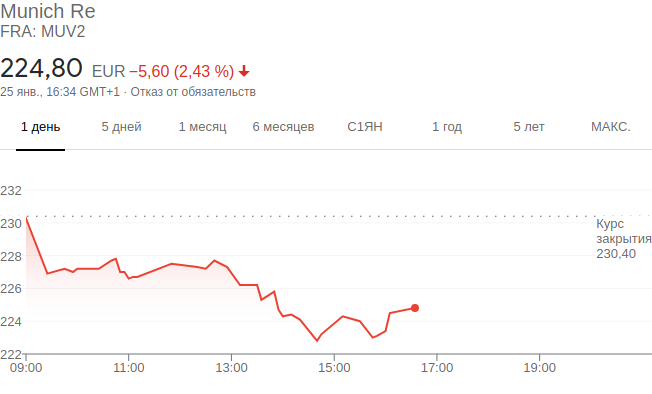 Munich Re
FRA: MUV2
224,80 EUR −5,60 (2,43 %)
25 янв., 16:34 GMT+1 · Отказ от обязательств
1 день 5 дней 1 месяц 6 месяцев С1ЯН 1 год 5 лет МАКС.
232
230
228
226
224
222
Курс
закрытия
230,40
09:00 11:00 13:00 15:00 17:00 19:00